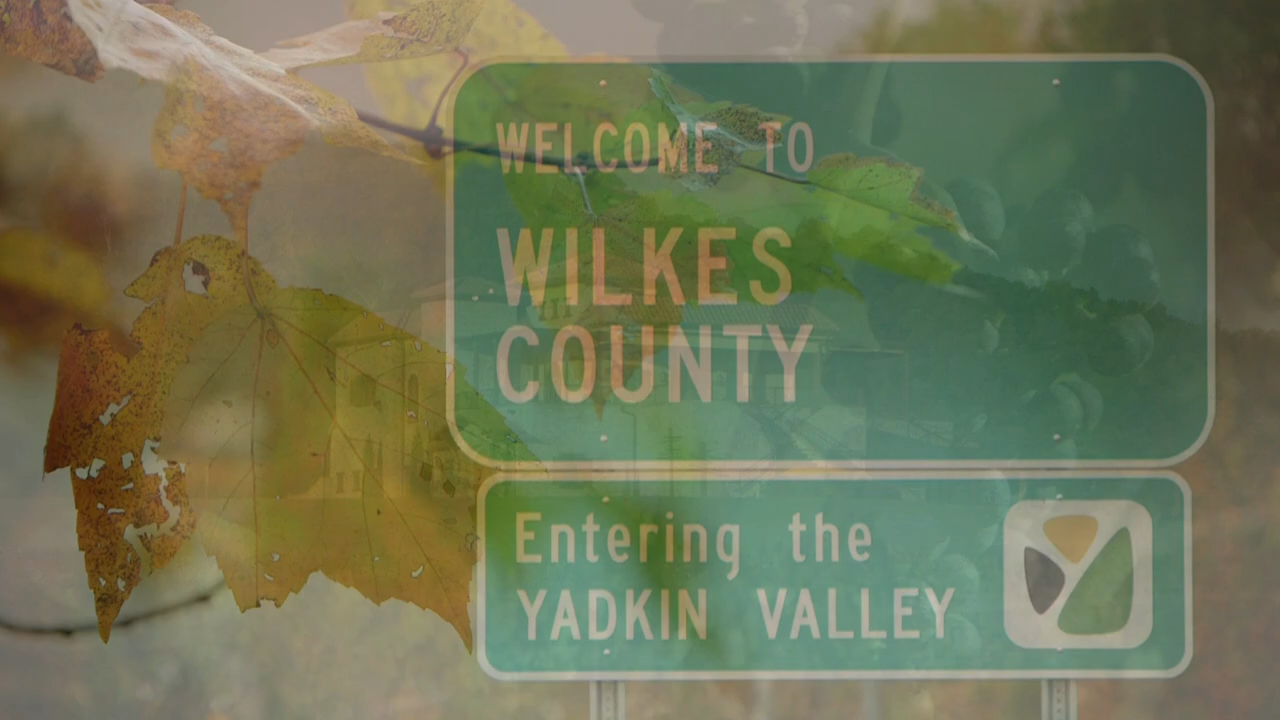 WELCOME TO
WILKES
COUNTY
Entering the
YADKIN VALLEY